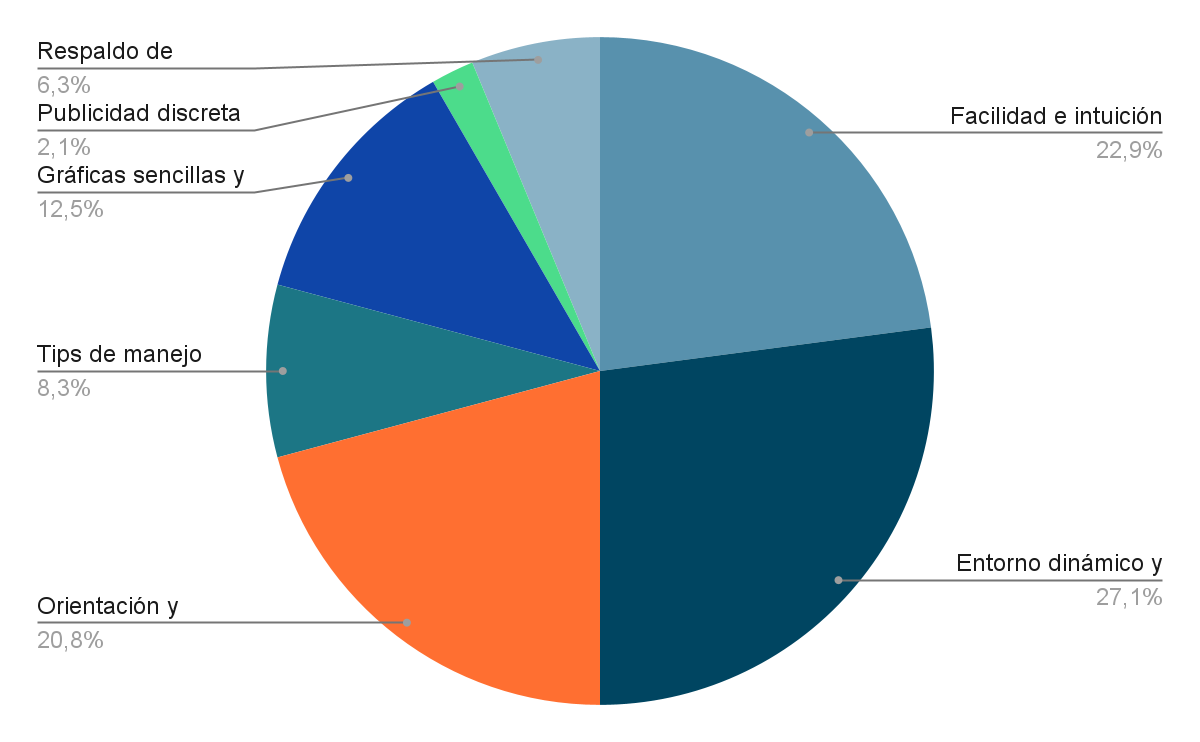 Respaldo de
6,3%
Publicidad discreta
2,1%
Gráficas sencillas y
12,5%
Tips de manejo
8,3%
Orientación y
20,8%
Facilidad e intuición
22,9%
Entorno dinámico y
27,1%